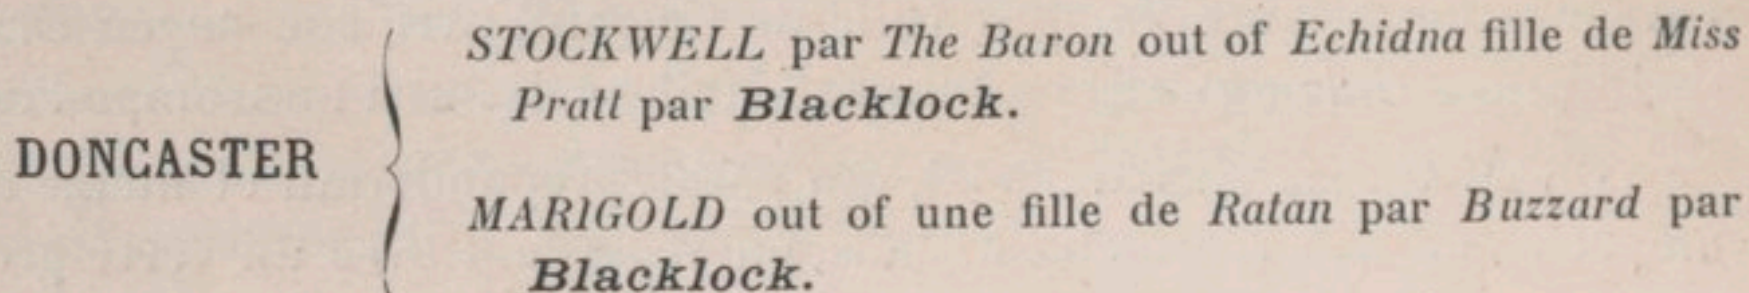 STOCKWELL par The Baron out of Echidna fille de Miss
Pratt par Blacklock.
DONCASTER
MARIGOLD out of une fille de Ratan par Buzzard par
Blacklock.